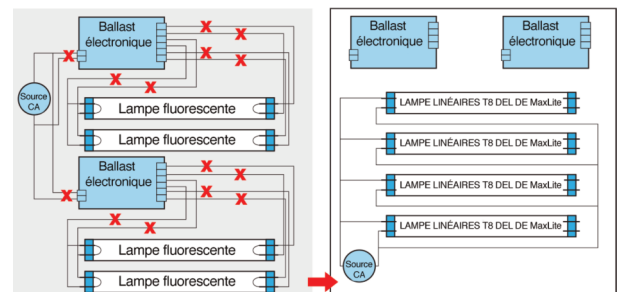 Ballast
électronique
Source
CA
Lampe fluorescente
Lampe fluorescente
Ballast
électronique
Lampe fluorescente
Lampe fluorescente
Ballast
électronique
Ballast
électronique
LAMPE LINÉAIRES T8 DEL DE MaxLite
LAMPE LINÉAIRES T8 DEL DE MaxLite
LAMPE LINÉAIRES T8 DEL DE MaxLite
LAMPE LINÉAIRES T8 DEL DE MaxLite
Source
CA